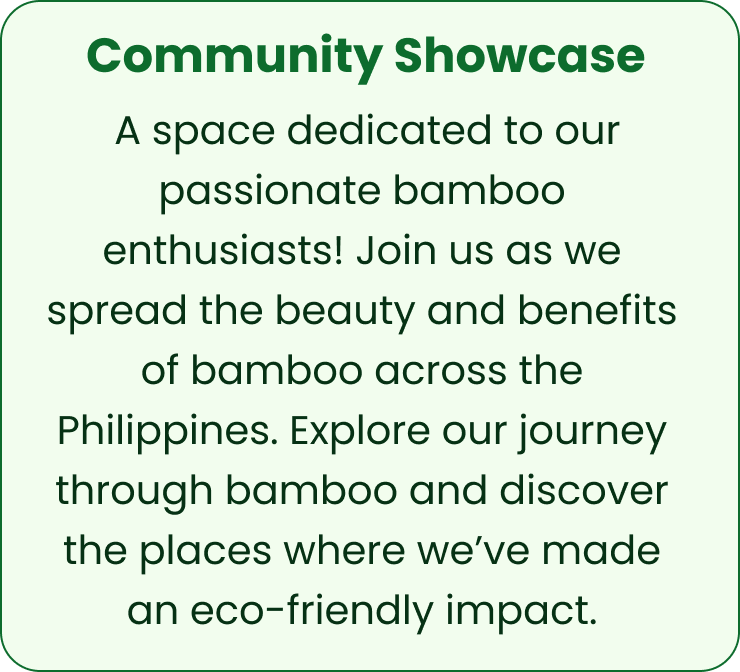 Community Showcase
A space dedicated to our
passionate bamboo
enthusiasts! Join us as we
spread the beauty and benefits
of bamboo across the
Philippines. Explore our journey
through bamboo and discover
the places where we’ve made
an eco-friendly impact.